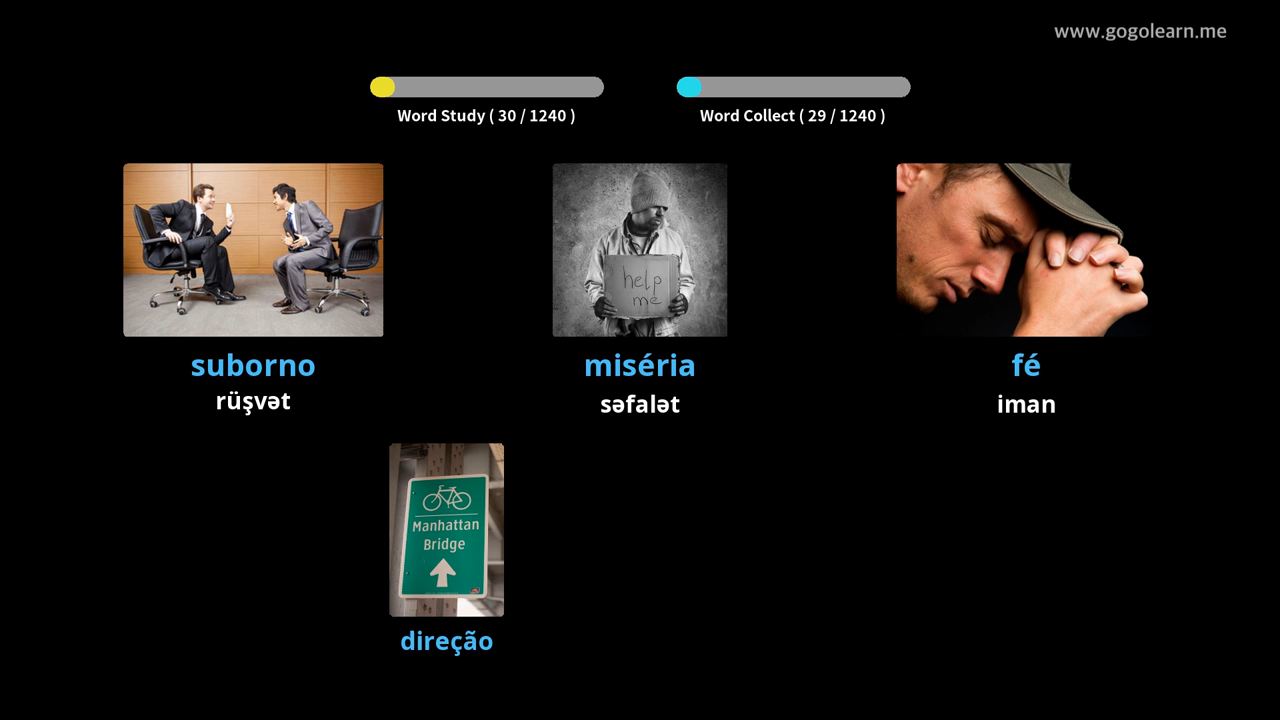 www.gogolearn.me
Word Study ( 30 / 1240 )
Word Collect ( 29 / 1240 )
help
me
suborno
miséria
fé
rüşvət
səfalət
iman
Manhattan
Bridge
direção